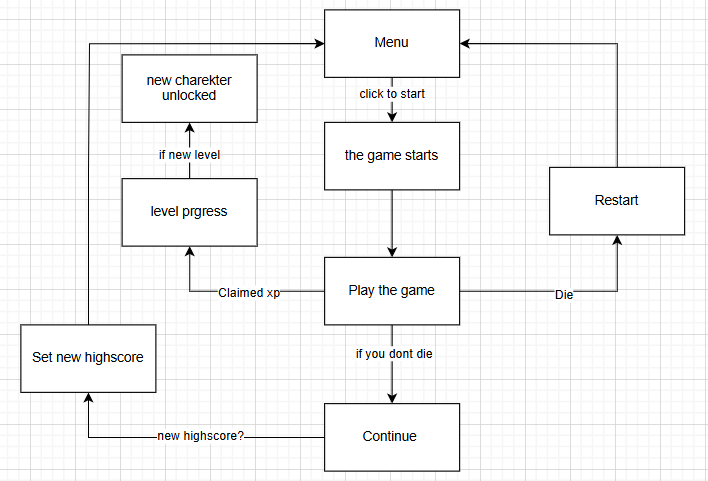 Menu
click to start
new charekter
unlocked
the game starts
if new level
level prgress
Restart
Play the game
Claimed xp
Die
Set new highscore
if you dont die
Continue
new highscore?